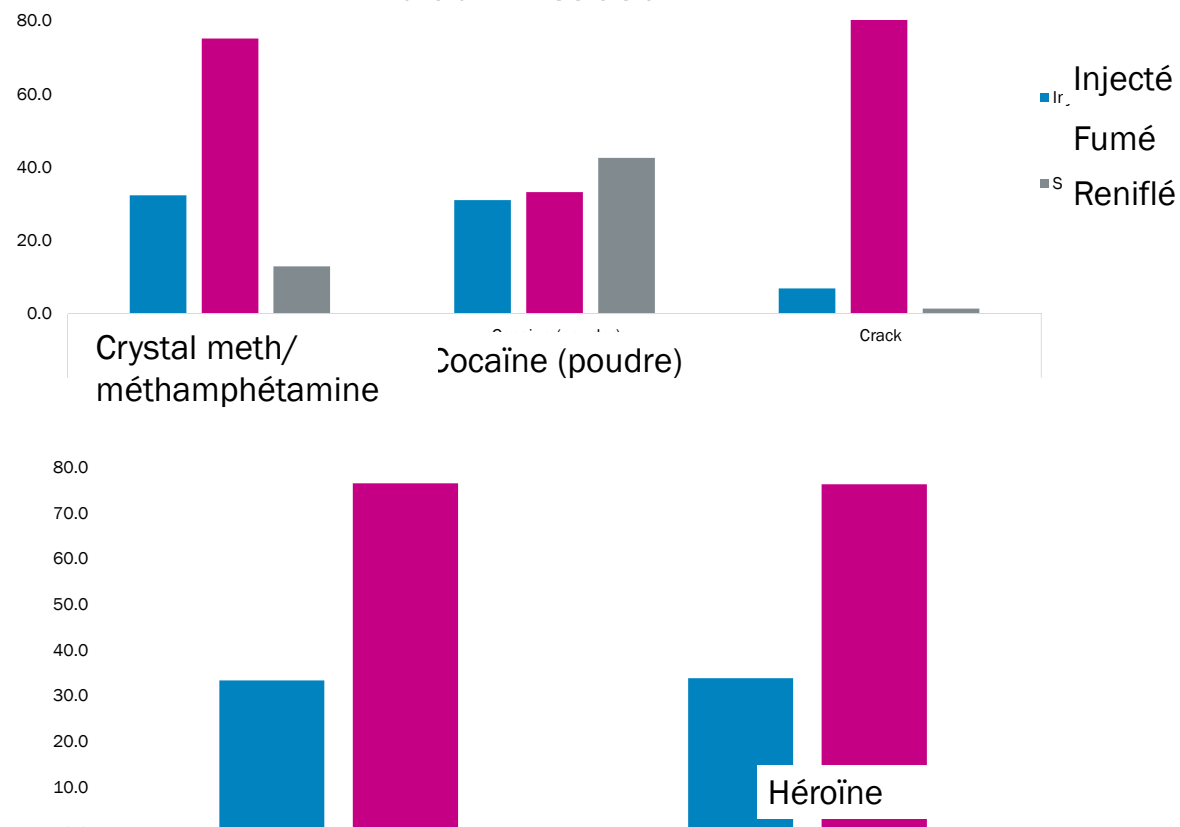 80.0
60.0
40.0
20.0
0.0
Injecté
Fumé
S
Reniflé
Crystal meth/
méthamphétamine
Cocaïne (poudre)
Crack
80.0
70.0
60.0
50.0
40.0
30.0
20.0
10.0
Héroïne